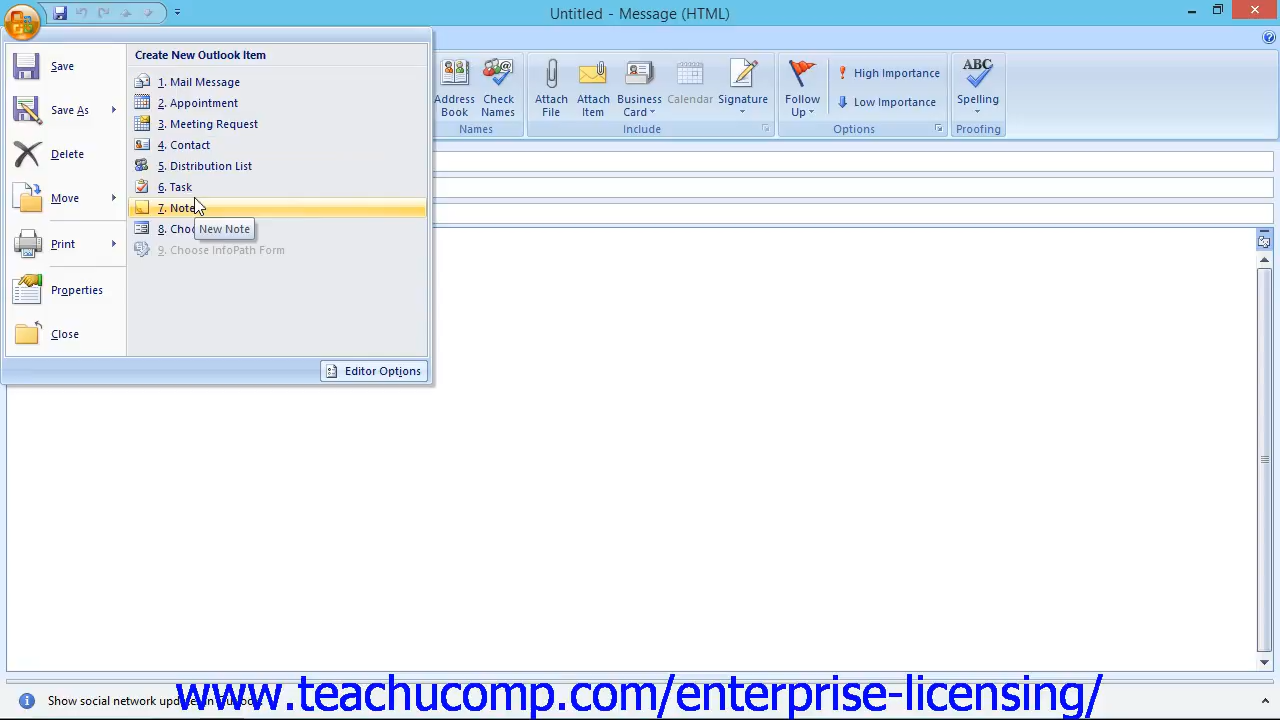 Untitled - Message (HTML)
Save
Save As
Delete
Move
Print
Properties
Close
Create New Outlook Item
1. Mail Message
2. Appointment
3. Meeting Request
4. Contact
5. Distribution List
6. Task
7. Note
8.
New Note
9. Choose InfoPath Form
Editor Options
Address Book
Check Names
Names
Attach File
Attach Item
Business Card
Calendar
Signature
Include
Follow Up
High Importance
Low Importance
Options
ABC
Spelling
Proofing
Show social network
www.teachucomp.com/enterprise-licensing/